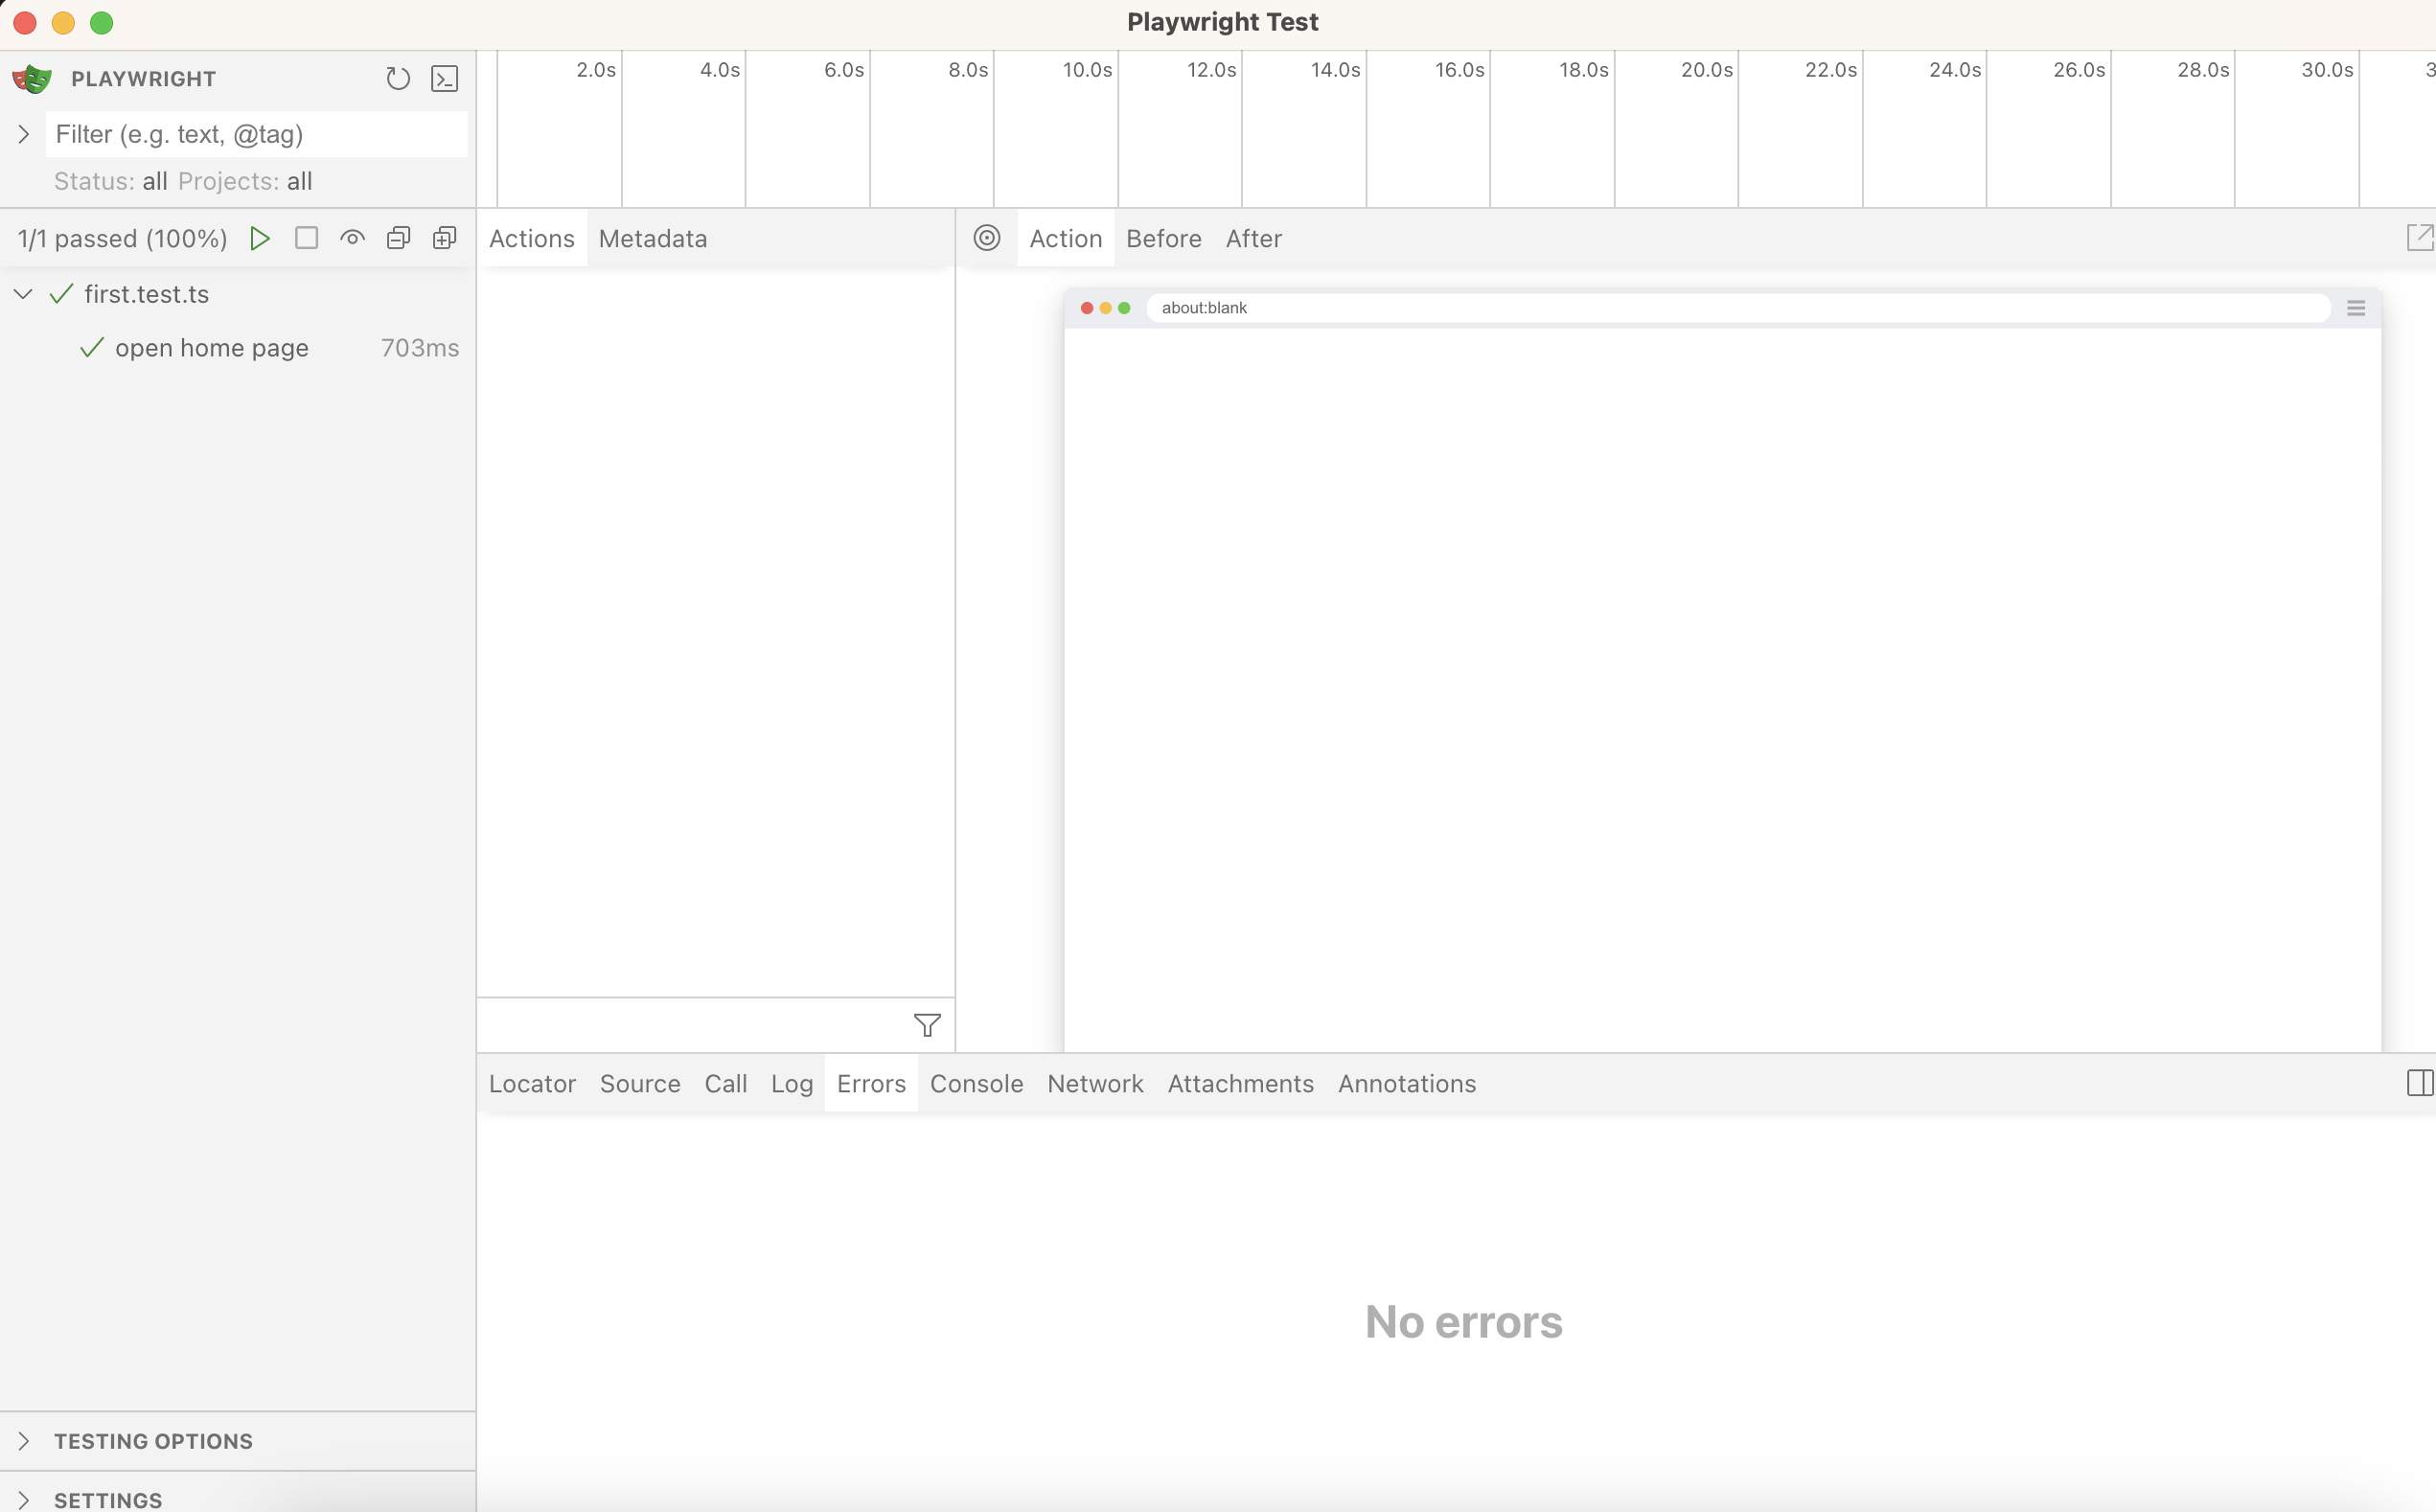 Playwright Test
PLAYWRIGHT
Filter (e.g. text, @tag)
Status: all Projects: all
2.0s 4.0s 6.0s 8.0s 10.0s 12.0s 14.0s 16.0s 18.0s 20.0s 22.0s 24.0s 26.0s 28.0s 30.0s 3
1/1 passed (100%)
first.test.ts
open home page 703ms
Actions Metadata
Action Before After
about:blank
Locator Source Call Log Errors Console Network Attachments Annotations
No errors
TESTING OPTIONS
SETTINGS